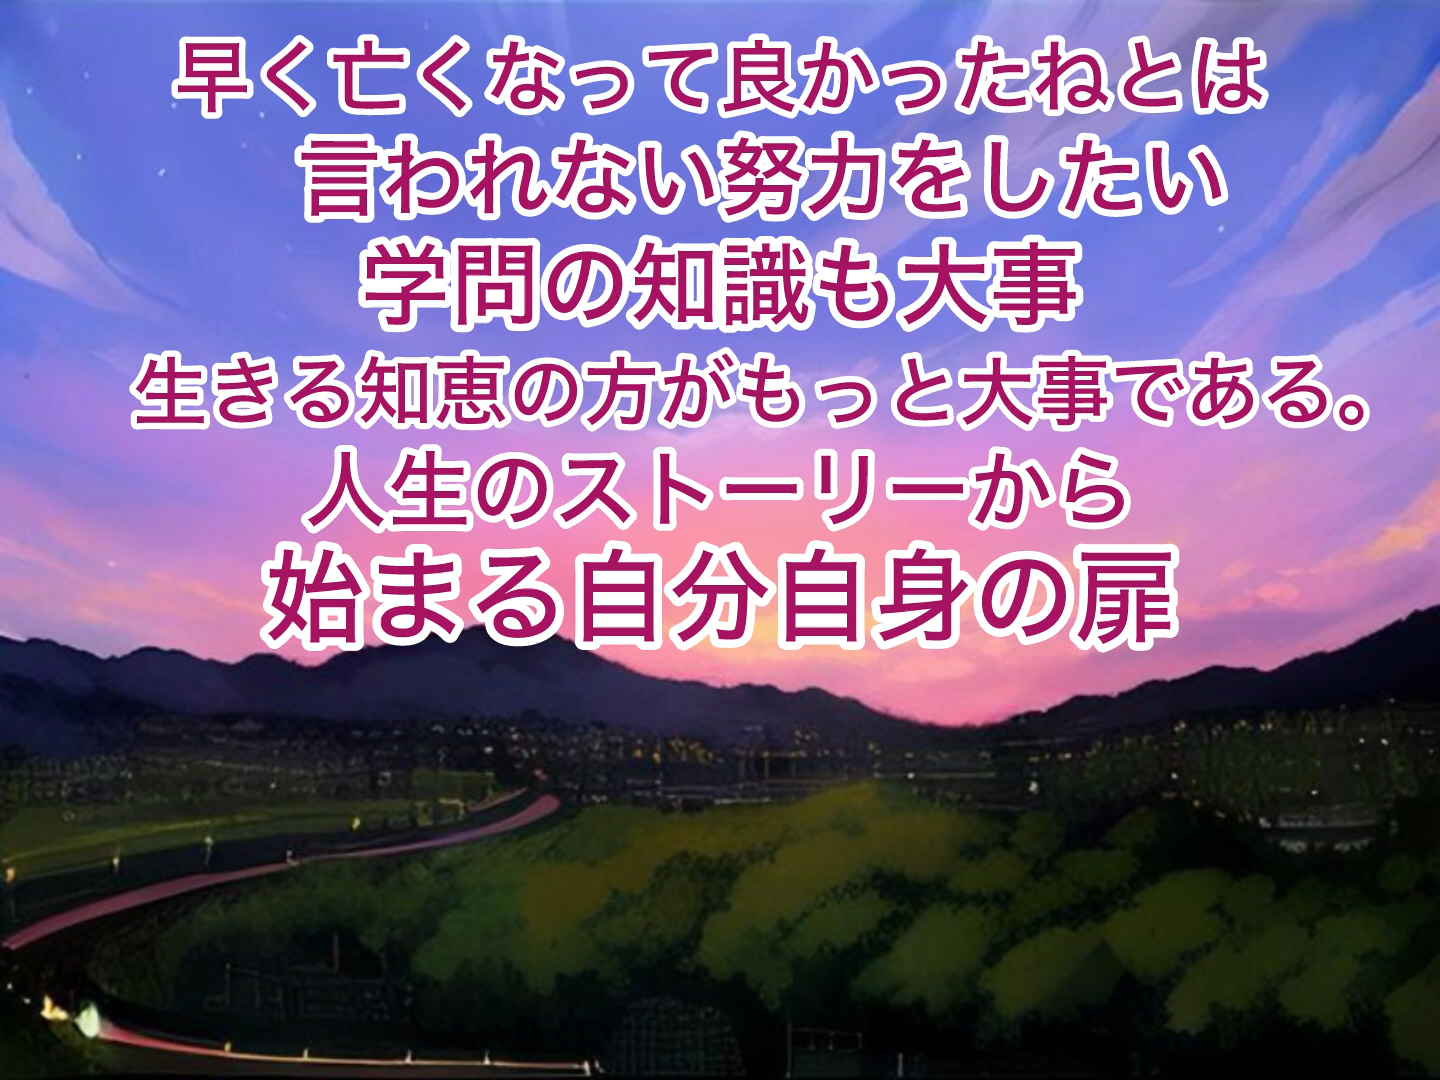 早く亡くなって良かったねとは
言われない努力をしたい
学問の知識も大事
生きる知恵の方がもっと大事である。
人生のストーリーから
始まる自分自身の扉